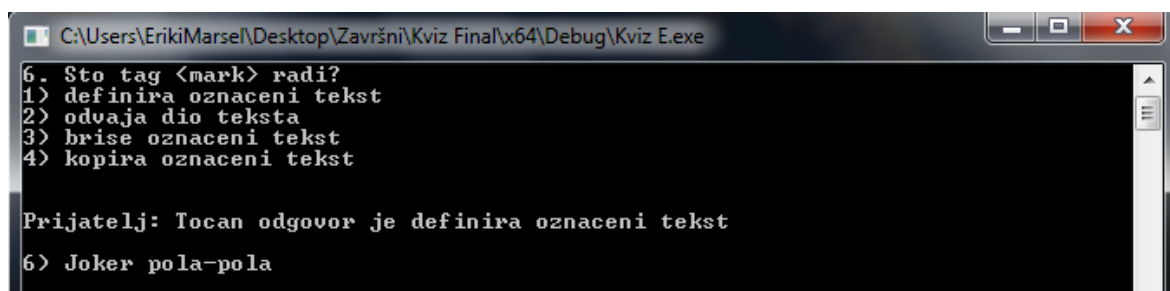 C:\Users\ErikiMarsel\Desktop\Završni\Kviz Final\x64\Debug\Kviz E.exe
6. Sto tag <mark> radi?
1) definira oznaceni tekst
2) odvaja dio teksta
3) brise oznaceni tekst
4) kopira oznaceni tekst
Prijatelj: Tocan odgovor je definira oznaceni tekst
6) Joker pola-pola